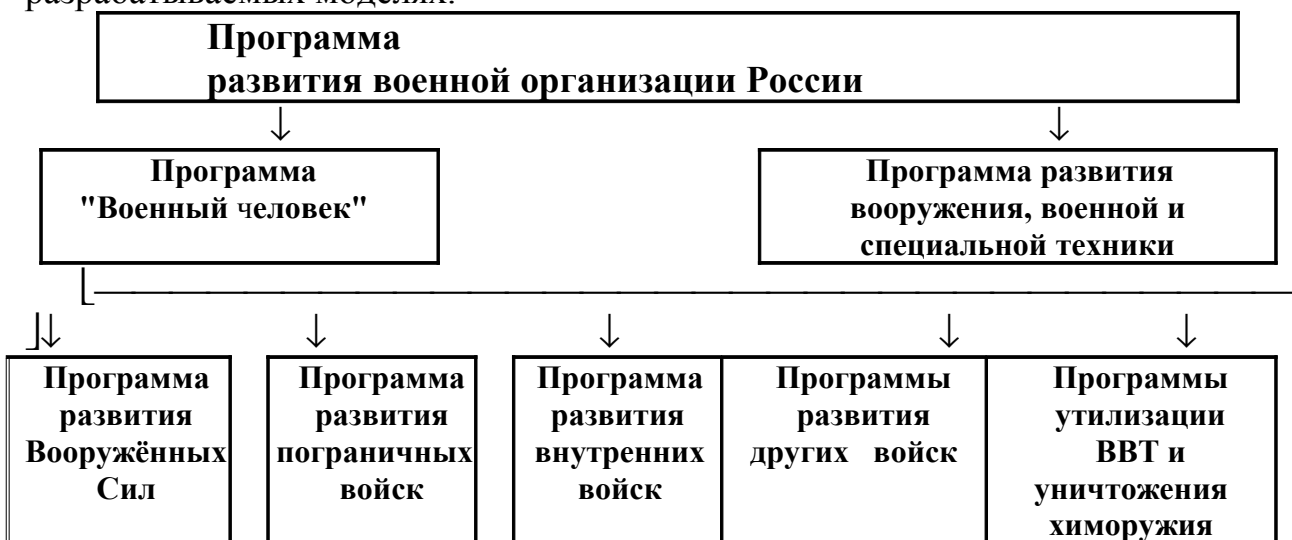 разрабатываемых моделях:
Программа
развития военной организации России
Программа
"Военный человек"
Программа развития
вооружения, военной и
специальной техники
Программа
развития
Вооружённых
Сил
Программа
развития
пограничных
войск
Программа
развития
внутренних
войск
Программы
развития
других войск
Программы
утилизации
ВВТ и
уничтожения
химоружия